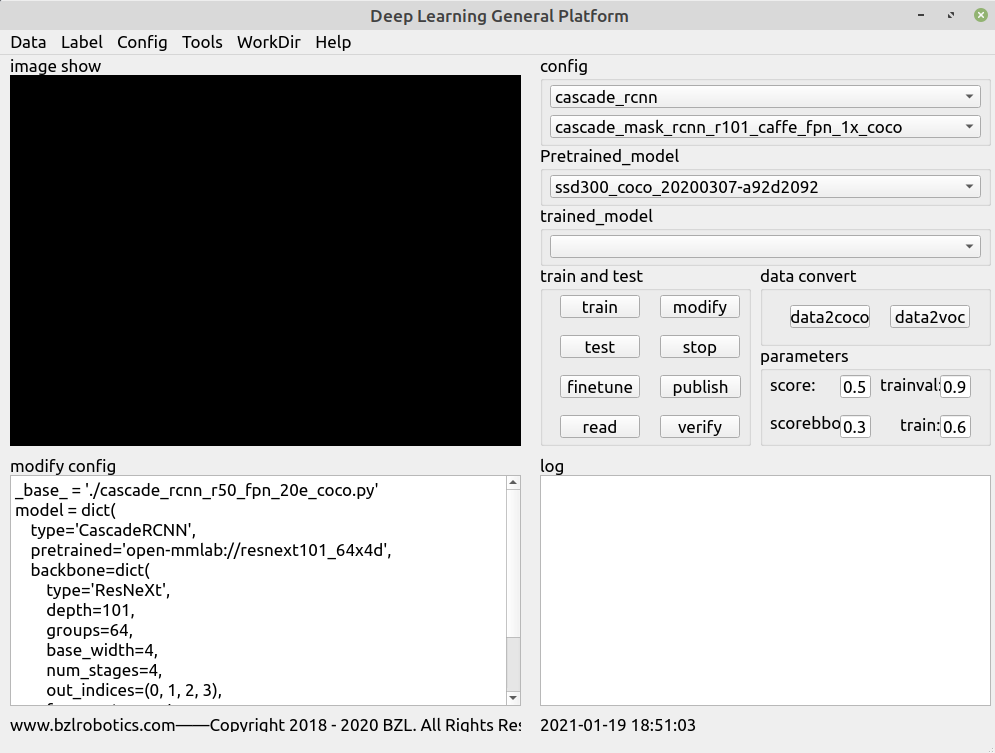 Deep Learning General Platform
Data Label Config Tools WorkDir Help
image show
config
cascade_rcnn
cascade_mask_rcnn_r101_caffe_fpn_1x_coco
Pretrained_model
ssd300_coco_20200307-a92d2092
trained_model
train and test
train modify
test stop
finetune publish
read verify
data convert
data2coco data2voc
parameters
score: 0.5 trainval: 0.9
scorebbo 0.3 train: 0.6
modify config
_base_ = './cascade_rcnn_r50_fpn_20e_coco.py'
model = dict(
type='CascadeRCNN',
pretrained='open-mmlab://resnext101_64x4d',
backbone=dict(
type='ResNeXt',
depth=101,
groups=64,
base_width=4,
num_stages=4,
out_indices=(0, 1, 2, 3),
log
www.bzlrobotics.com——Copyright 2018 - 2020 BZL. All Rights Res
2021-01-19 18:51:03